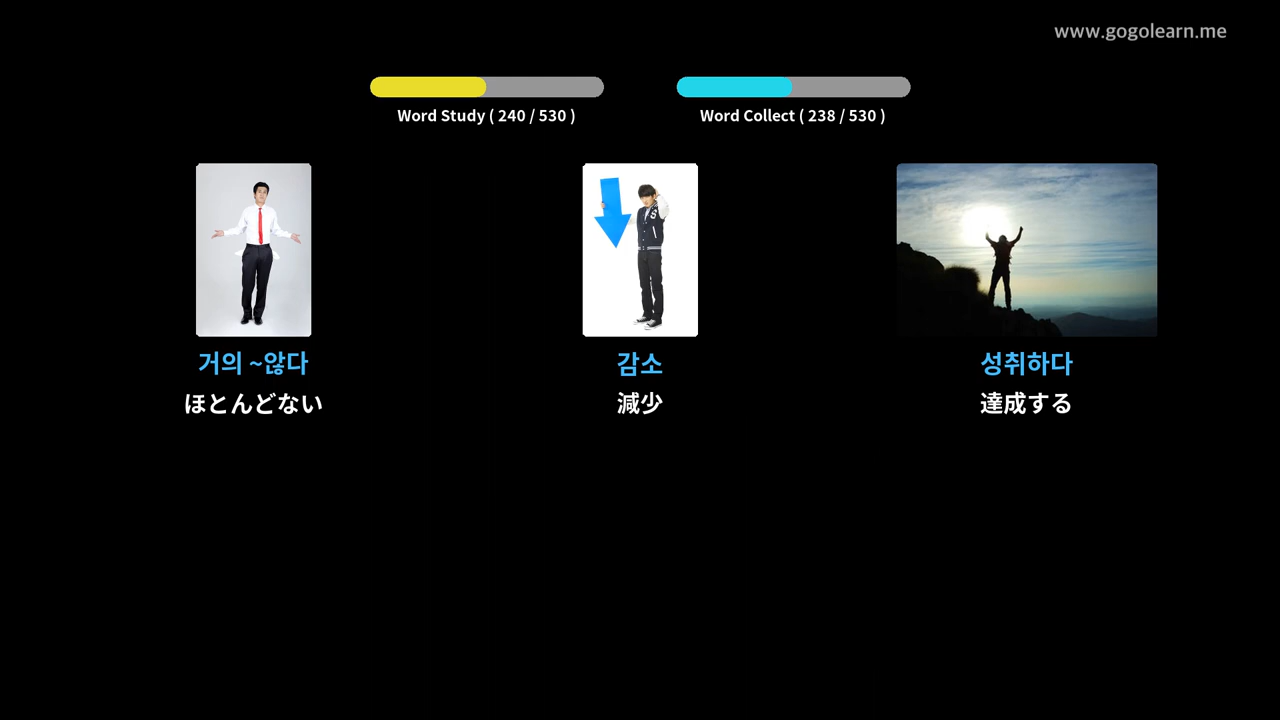 www.gogolearn.me
Word Study ( 240 / 530 )
Word Collect ( 238 / 530 )
거의 ~않다
ほとんどない
감소
減少
성취하다
達成する